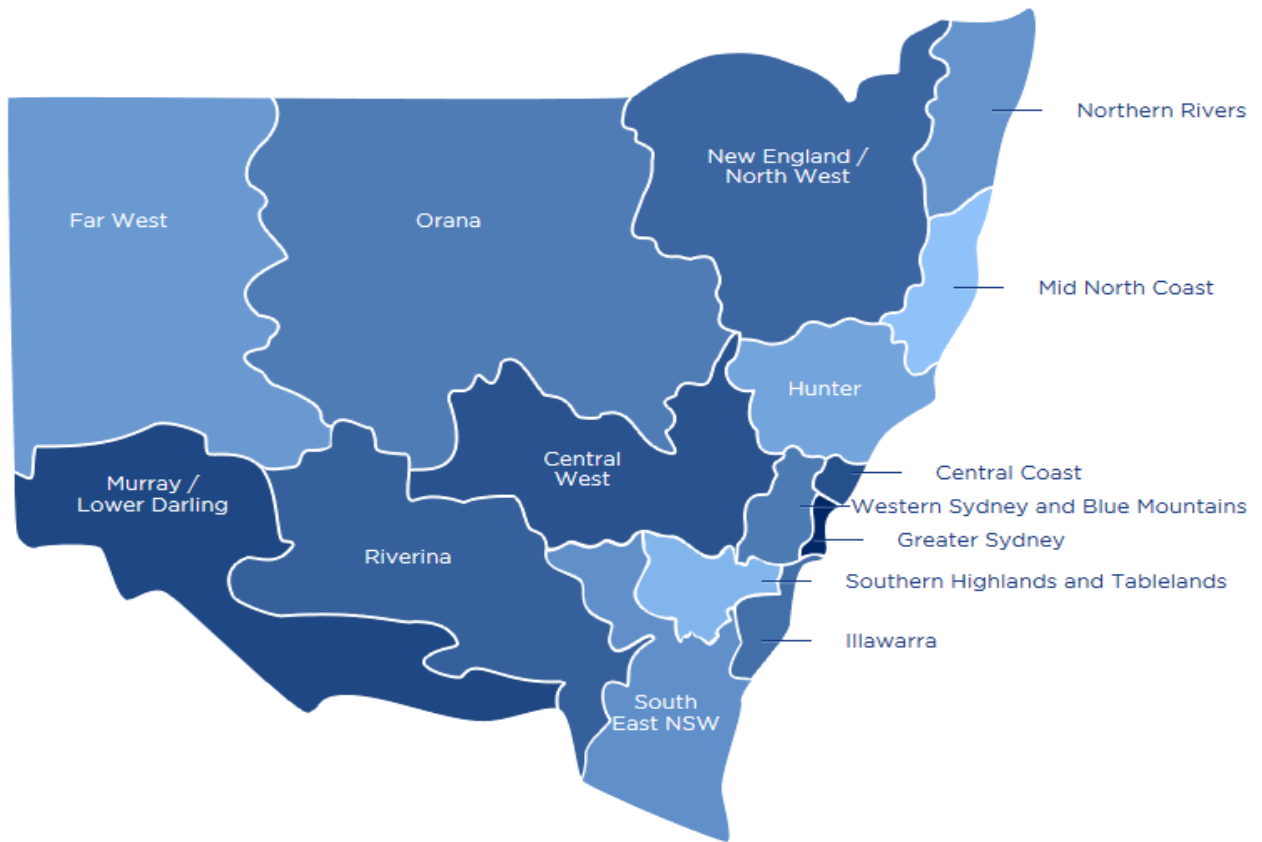 Northern Rivers
New England /
North West
Far West
Orana
Mid North Coast
Hunter
Central
West
Central Coast
Murray /
Lower Darling
Western Sydney and Blue Mountains
Greater Sydney
Riverina
Southern Highlands and Tablelands
Illawarra
South
East NSW